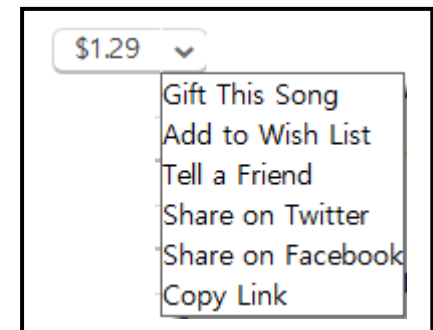 $1.29
Gift This Song
Add to Wish List
Tell a Friend
Share on Twitter
Share on Facebook
Copy Link